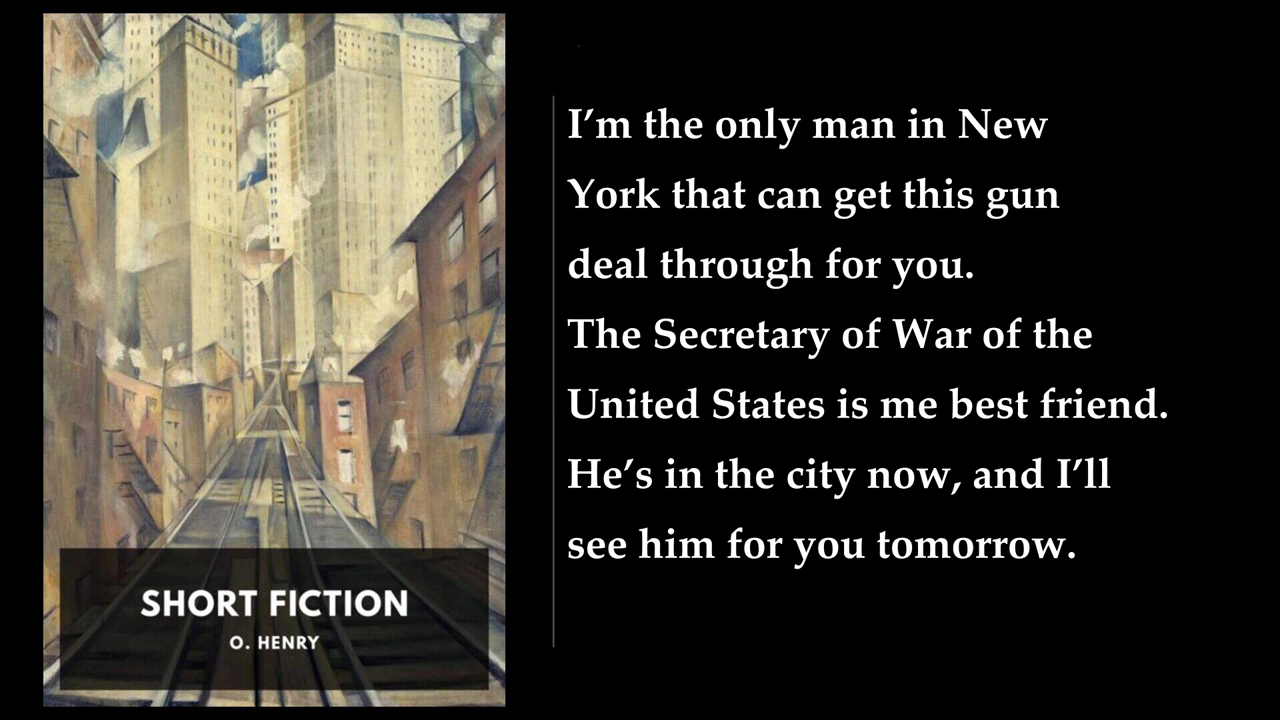 I’m the only man in New
York that can get this gun
deal through for you.
The Secretary of War of the
United States is me best friend.
He’s in the city now, and I’ll
see him for you tomorrow.
SHORT FICTION
O. HENRY